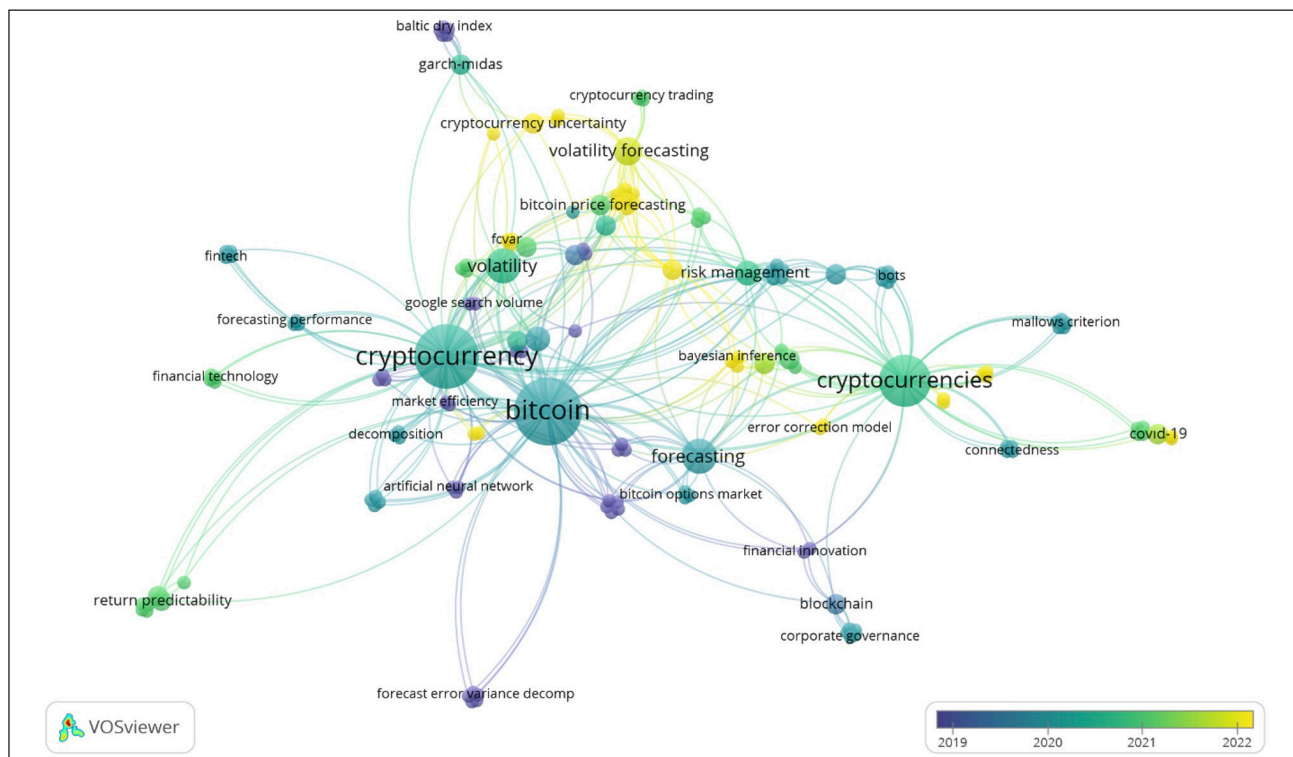 baltic dry index
garch-midas
cryptocurrency trading
cryptocurrency uncertainty
volatility forecasting
bitcoin price forecasting
fcvar
fintech
volatility
risk management
bots
google search volume
forecasting performance
mallows criterion
cryptocurrency
bayesian inference
financial technology
cryptocurrencies
market efficiency
bitcoin
error correction model
covid-19
decomposition
connectedness
forecasting
artificial neural network
bitcoin options market
financial innovation
return predictability
blockchain
corporate governance
forecast error variance decomp
VOSviewer
2019 2020 2021 2022